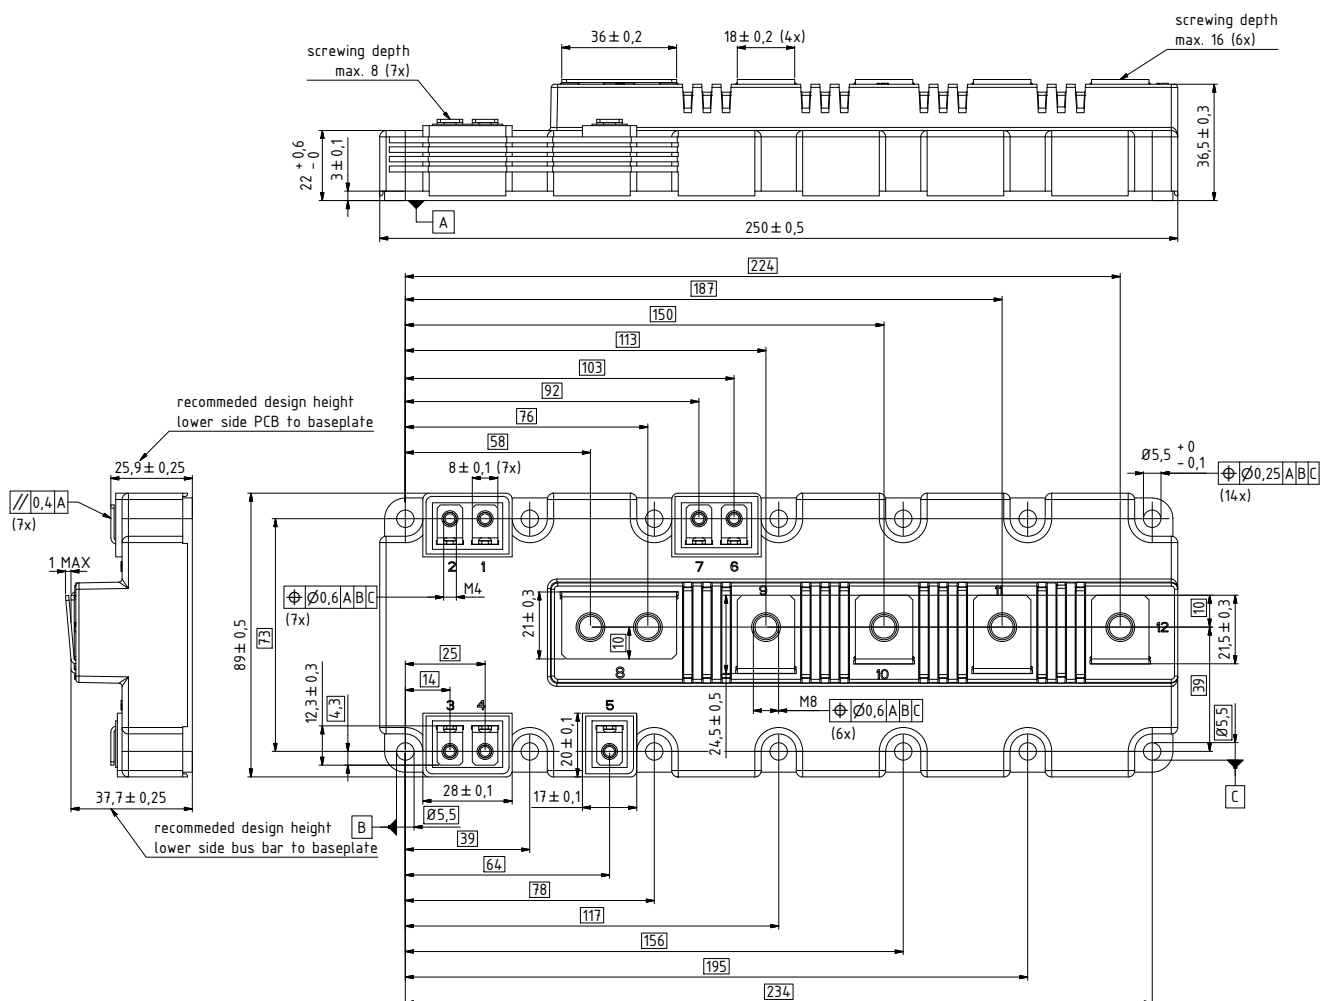 screwing depth
max. 8 (7x)
36 ± 0,2
18 ± 0,2 (4x)
screwing depth
max. 16 (6x)
22 + 0,6
- 0
3 ± 0,1
36,5 ± 0,3
A
250 ± 0,5
224
187
150
113
103
92
76
58
recommeded design height
lower side PCB to baseplate
25,9 ± 0,25
8 ± 0,1 (7x)
Ø5,5 + 0
- 0,1
⌖ Ø0,25 A B C
(14x)
// 0,4 A
(7x)
1 MAX
2 1
7 6
M4
⌖ Ø0,6 A B C
(7x)
73
89 ± 0,5
21 ± 0,3
10
8
9
10
11
12
10
21,5 ± 0,3
39
25
14
12,3 ± 0,3
4,3
3 4
5
20 ± 0,1
24,5 ± 0,5
M8
⌖ Ø0,6 A B C
(6x)
Ø5,5
C
37,7 ± 0,25
28 ± 0,1
17 ± 0,1
B
Ø5,5
recommeded design height
lower side bus bar to baseplate
39
64
78
117
156
195
234